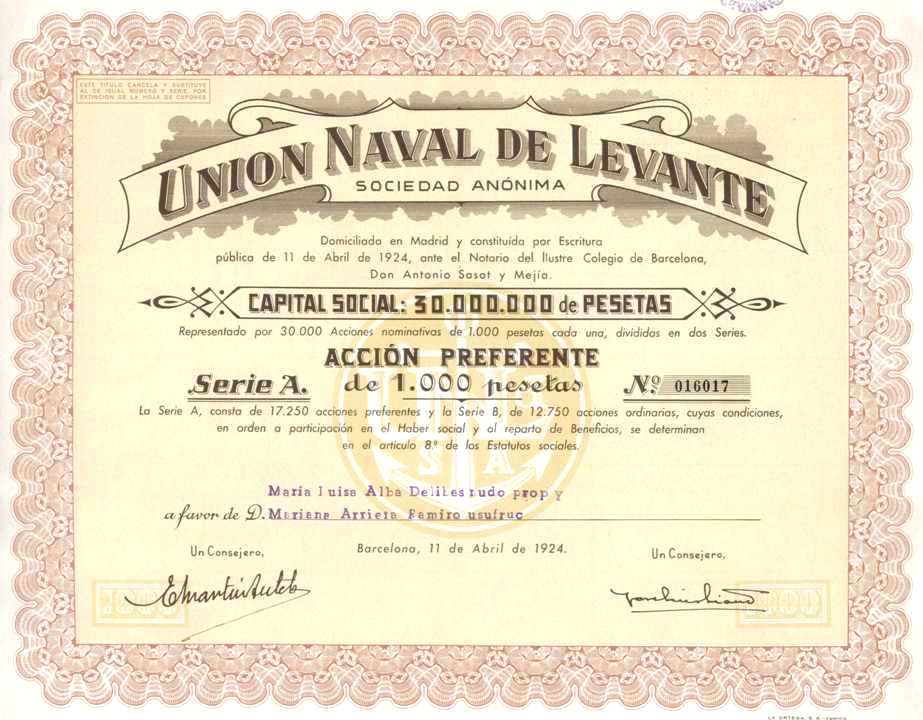 ESTE TITULO CANCELA Y SUSTITUYE
AL DE IGUAL NUMERO Y SERIE, POR
EXTINCION DE LA HOJA DE CUPONES
UNION NAVAL DE LEVANTE
SOCIEDAD ANÓNIMA
Domiciliada en Madrid y constituída por Escritura
pública de 11 de Abril de 1924, ante el Notario del Ilustre Colegio de Barcelona,
Don Antonio Sasot y Mejía.
CAPITAL SOCIAL: 30.000.000 de PESETAS
Representado por 30.000 Acciones nominativas de 1.000 pesetas cada una, divididas en dos Series.
ACCIÓN PREFERENTE
Serie A. de 1.000 pesetas Nº 016017
La Serie A, consta de 17.250 acciones preferentes y la Serie B, de 12.750 acciones ordinarias, cuyas condiciones,
en orden a participación en el Haber social y al reparto de Beneficios, se determinan
en el artículo 8.º de los Estatutos sociales.
S A
Maria Luisa Alba Delibes nudo prop y
a favor de D. Mariana Arrieta Ramiro usufruc
Un Consejero, Barcelona, 11 de Abril de 1924. Un Consejero,
1000 1000
LA ORTEGA, S. A.